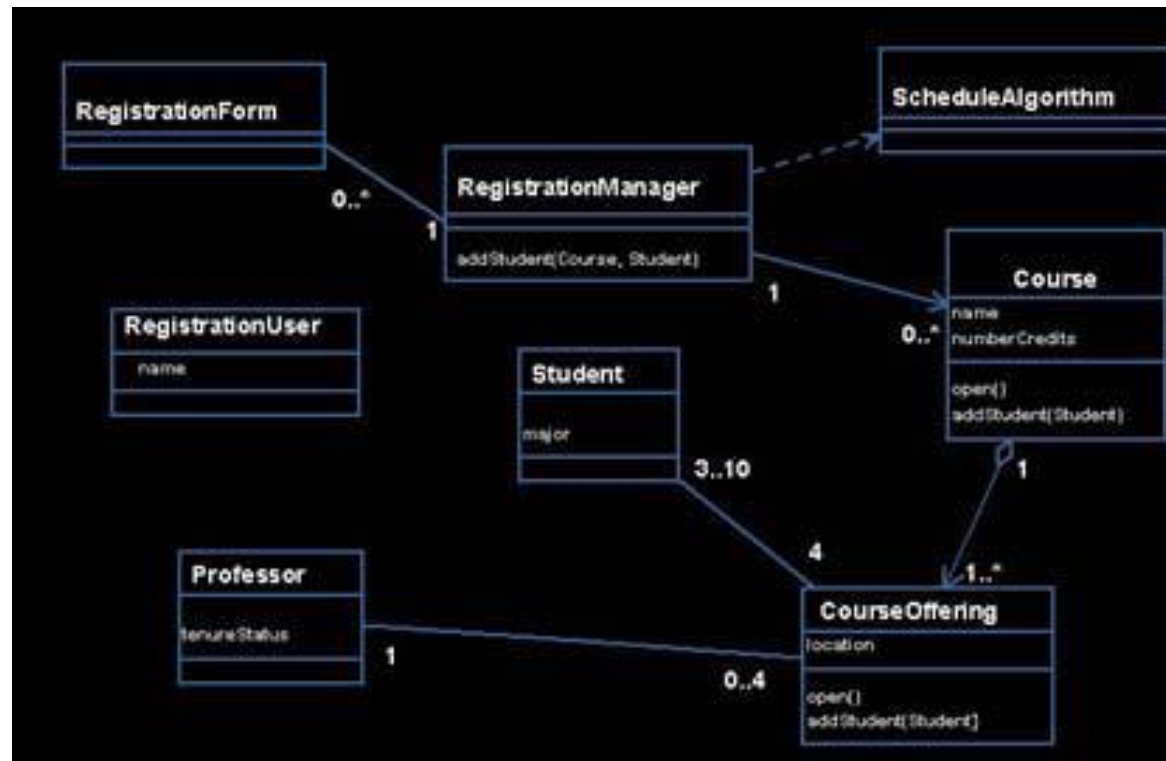 RegistrationForm
ScheduleAlgorithm
RegistrationManager
0..*
1
addStudent(Course, Student)
1
Course
name
numberCredits
0..*
open()
addStudent(Student)
RegistrationUser
name
Student
major
3..10
1
4
1..*
Professor
tenureStatus
1
0..4
CourseOffering
location
open()
addStudent(Student]